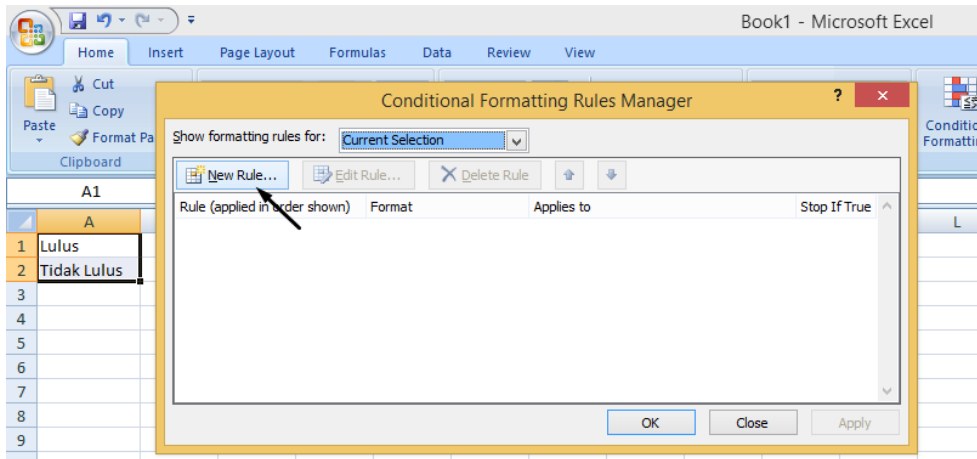 Book1 - Microsoft Excel
Home Insert Page Layout Formulas Data Review View
Cut
Copy
Format Pa
Paste
Clipboard
Conditional Formatting Rules Manager ? ×
Show formatting rules for: Current Selection
New Rule... Edit Rule... Delete Rule
Rule (applied in order shown) Format Applies to Stop If True
OK Close Apply
Conditio
Formatti
A1
A L
1 Lulus
2 Tidak Lulus
3
4
5
6
7
8
9